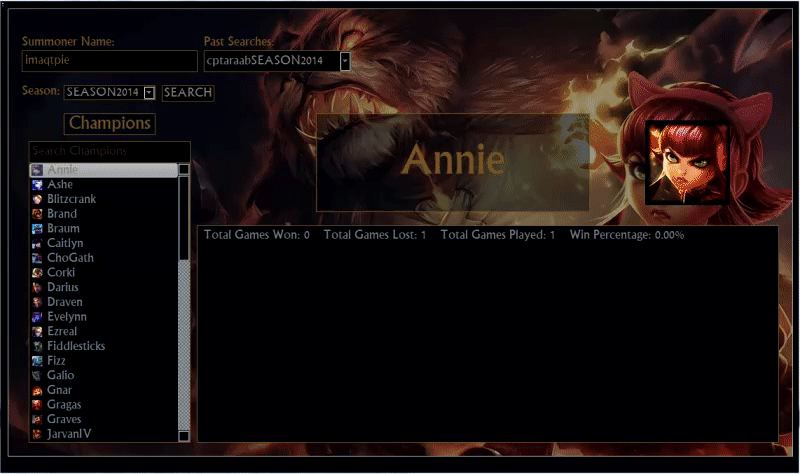 Summoner Name: Past Searches:
imaqtpie cptaraabSEASON2014
Season: SEASON2014 SEARCH
Champions
Search Champions
Annie
Annie
Ashe
Blitzcrank
Brand
Braum
Caitlyn
ChoGath
Corki
Darius
Draven
Evelynn
Ezreal
Fiddlesticks
Fizz
Galio
Gnar
Gragas
Graves
JarvanIV
Total Games Won: 0 Total Games Lost: 1 Total Games Played: 1 Win Percentage: 0.00%